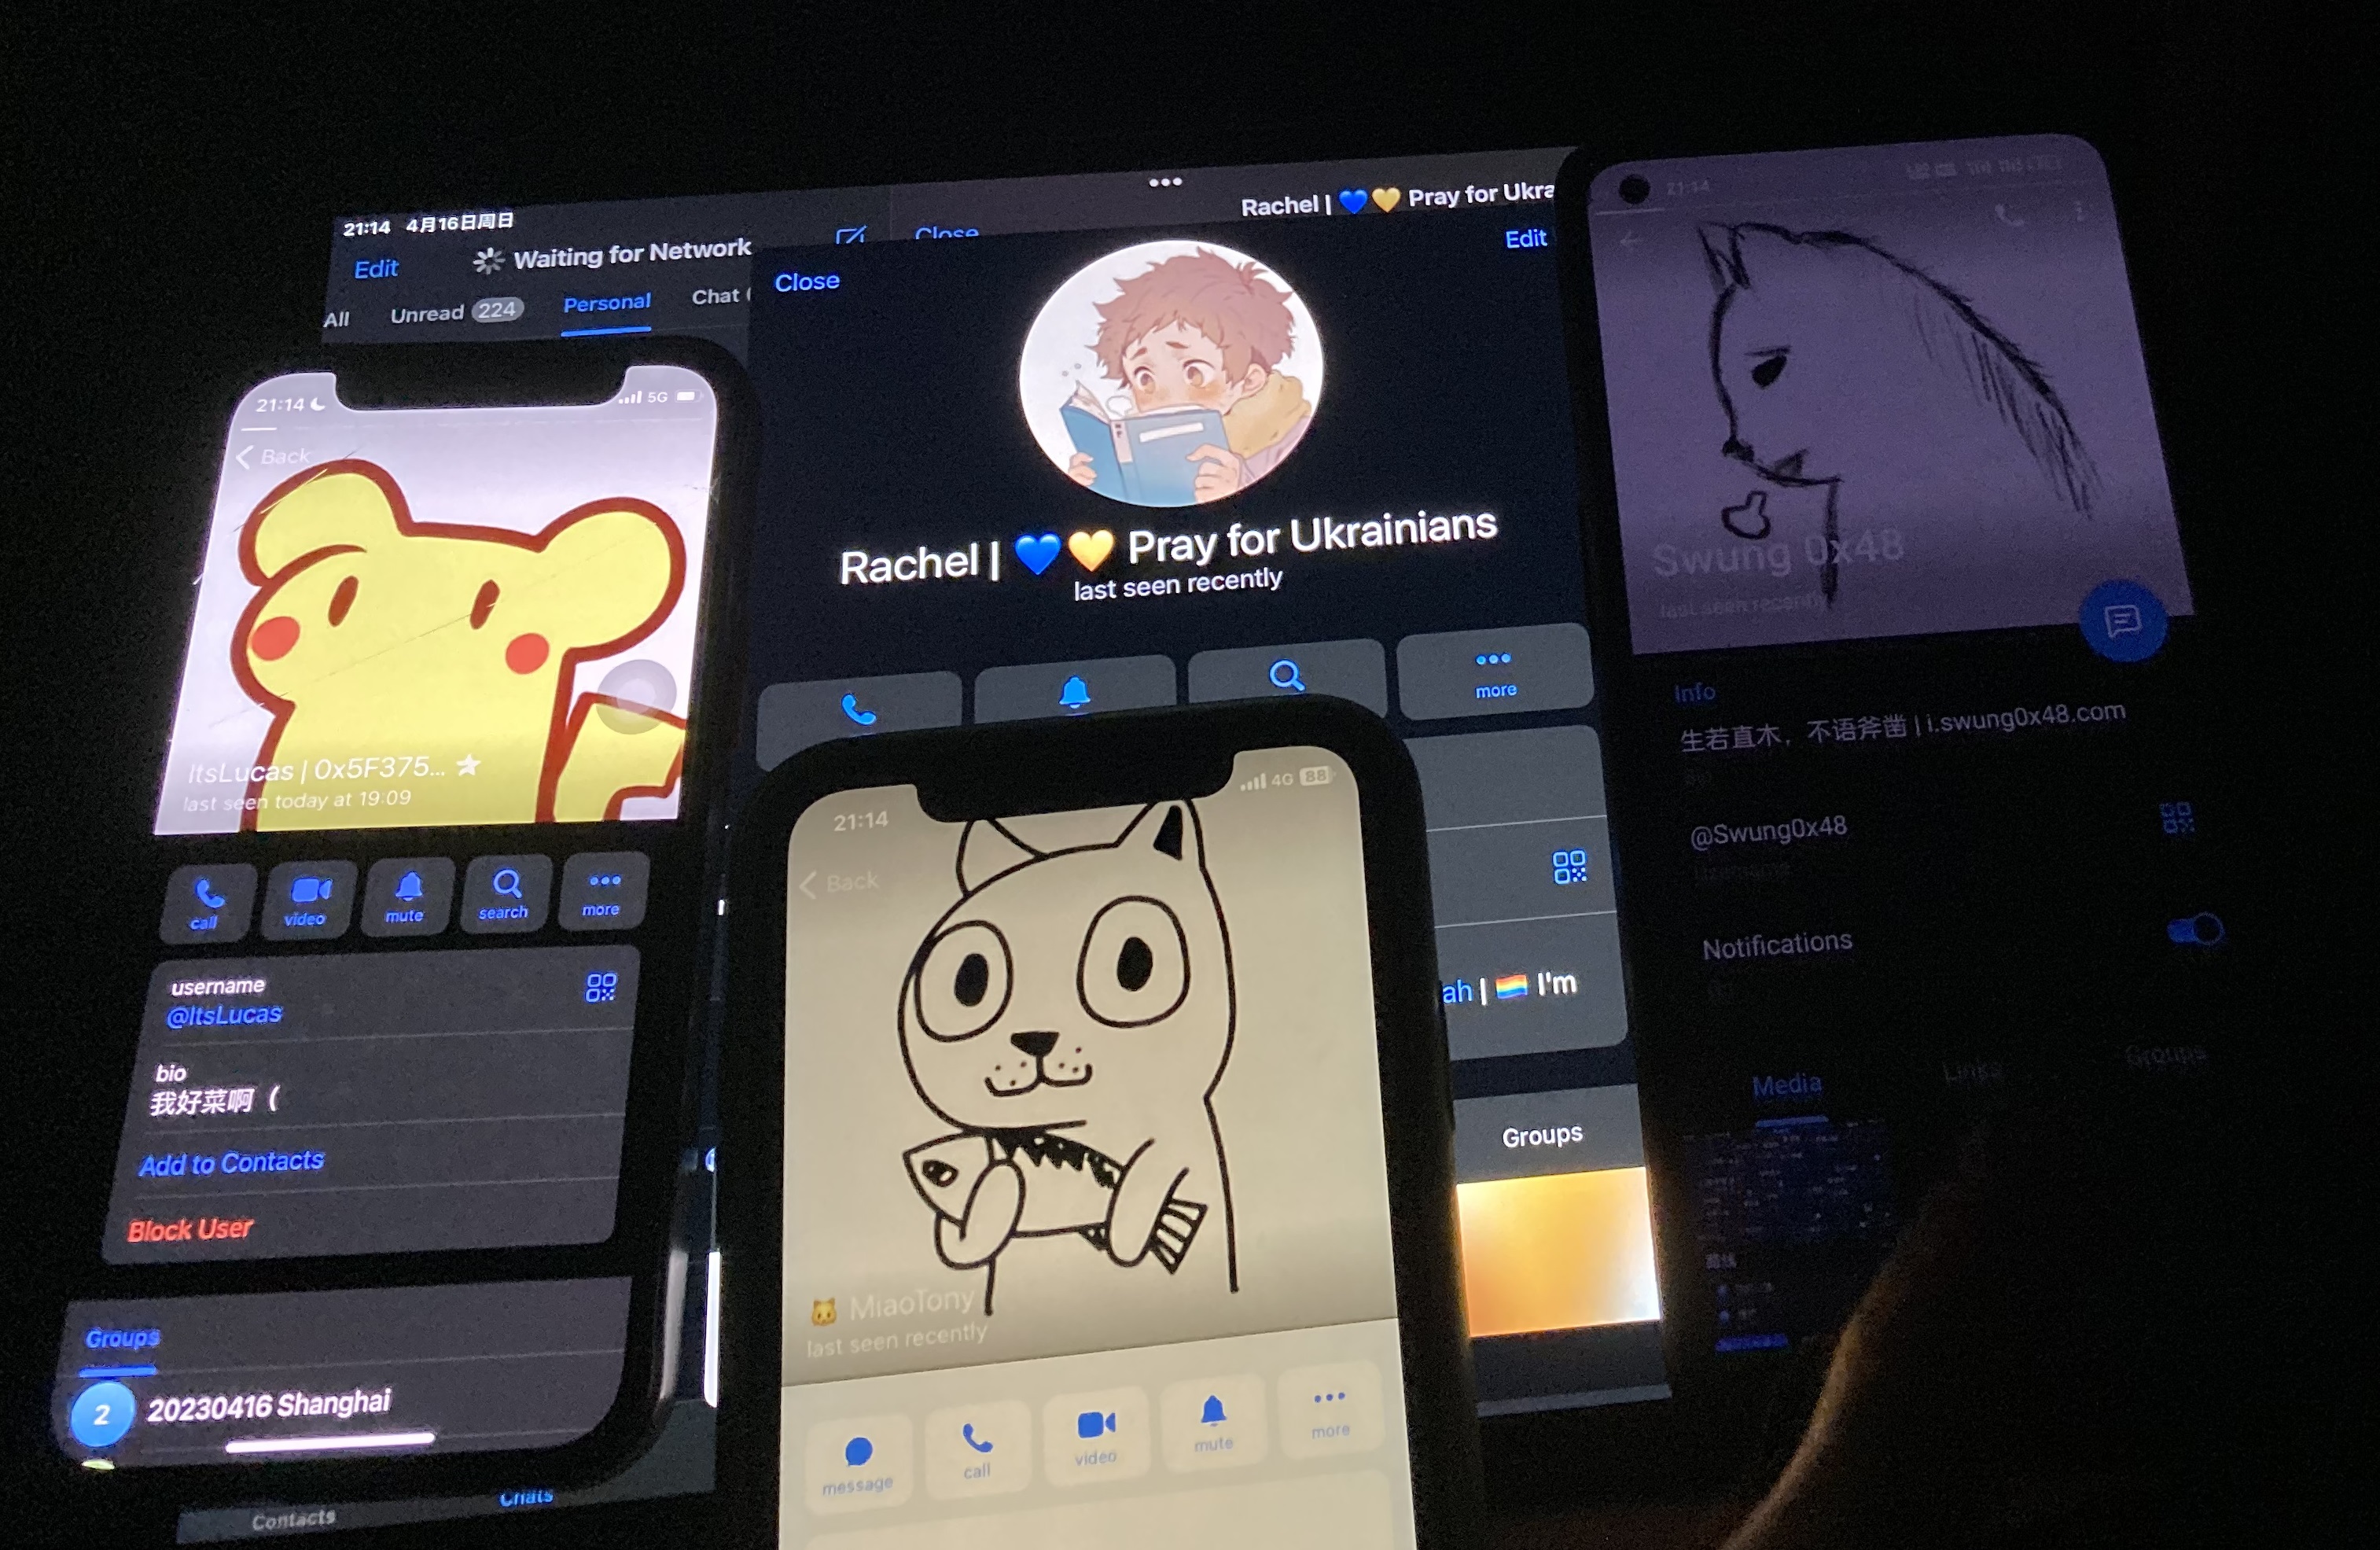 21:14 4月16日周日
Edit
Waiting for Network
All
Unread 224
Personal
Chat
Close
Rachel | 💙💛 Pray for Ukra
Close
Edit
Rachel | 💙💛 Pray for Ukrainians
last seen recently
more
ah | 🏳️‍🌈 I'm
Groups
Contacts
Chats
21:14
5G
Back
ItsLucas | 0x5F375... ★
last seen today at 19:09
call
video
mute
search
more
username
@ItsLucas
bio
我好菜啊（
Add to Contacts
Block User
Groups
2
20230416 Shanghai
21:14
4G 88
Back
🐱 MiaoTony
last seen recently
message
call
video
mute
more
21:14
Swung 0x48
last seen recently
Info
生若直木，不语斧凿 | i.swung0x48.com
@Swung0x48
Username
Notifications
Media
Links
Groups